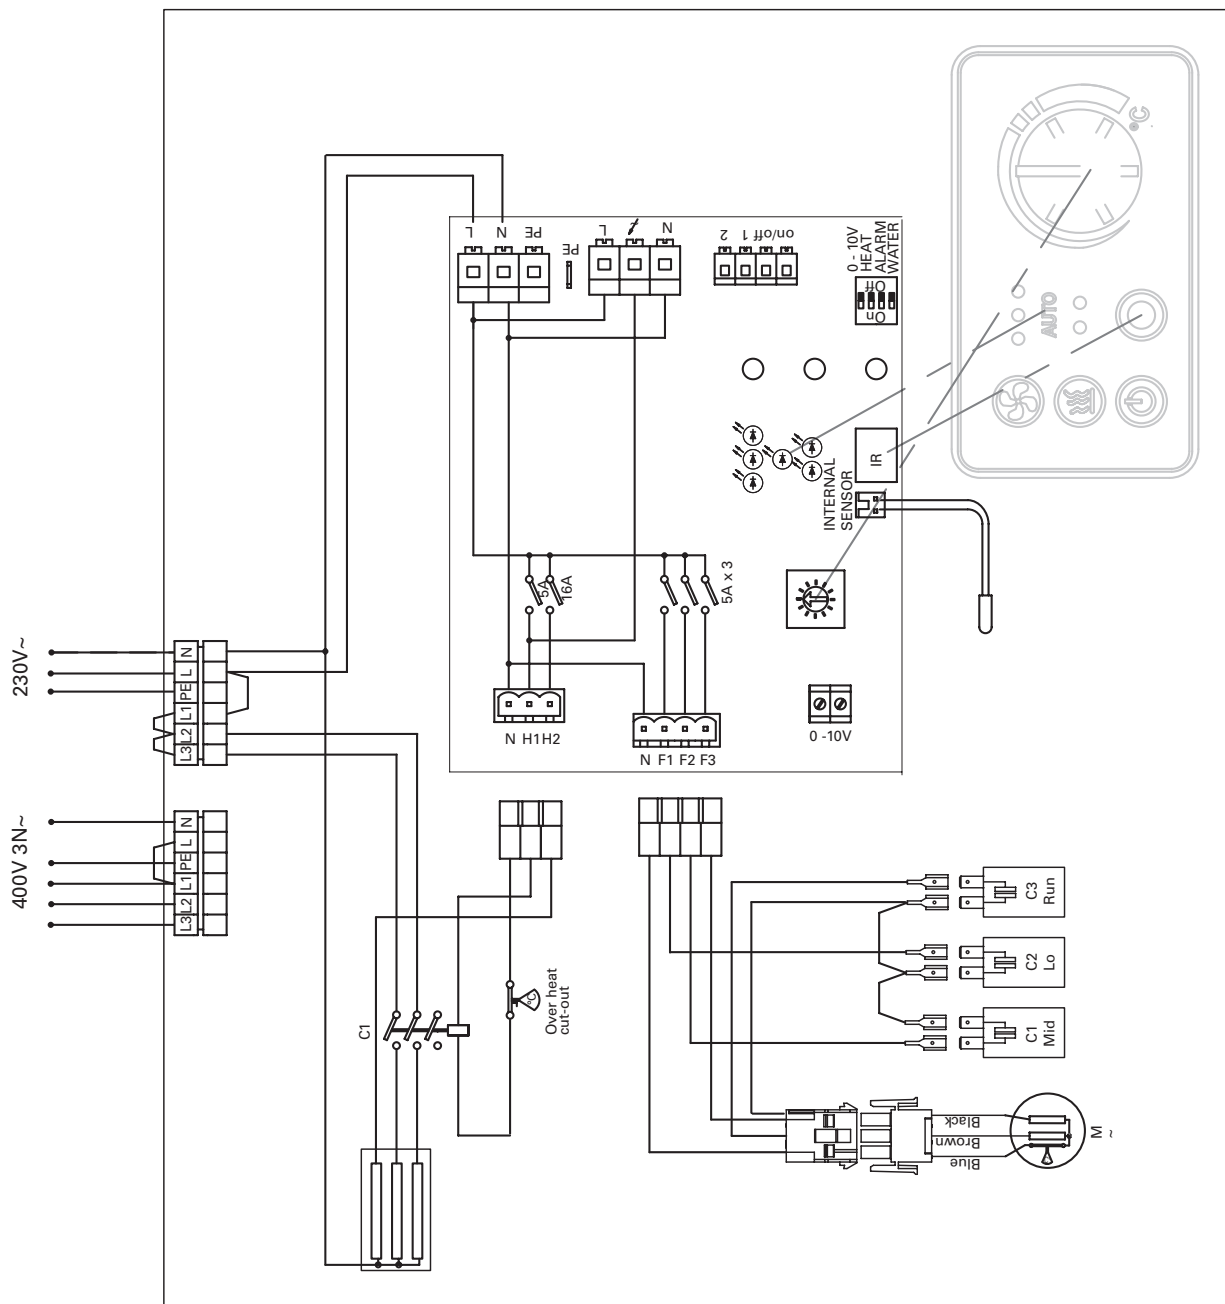 °C
AUTO
L
N
PE
PE
L
N
2
1
on/off
0 - 10V
HEAT
ALARM
WATER
Off
On
IR
INTERNAL
SENSOR
5A
16A
5A x 3
N H1 H2
N F1 F2 F3
0 -10V
230V~
N
L
PE
L1
L2
L3
400V 3N~
N
L
PE
L1
L2
L3
C1
°C
Over heat
cut-out
C3
Run
C2
Lo
C1
Mid
Black
Brown
Blue
M
~